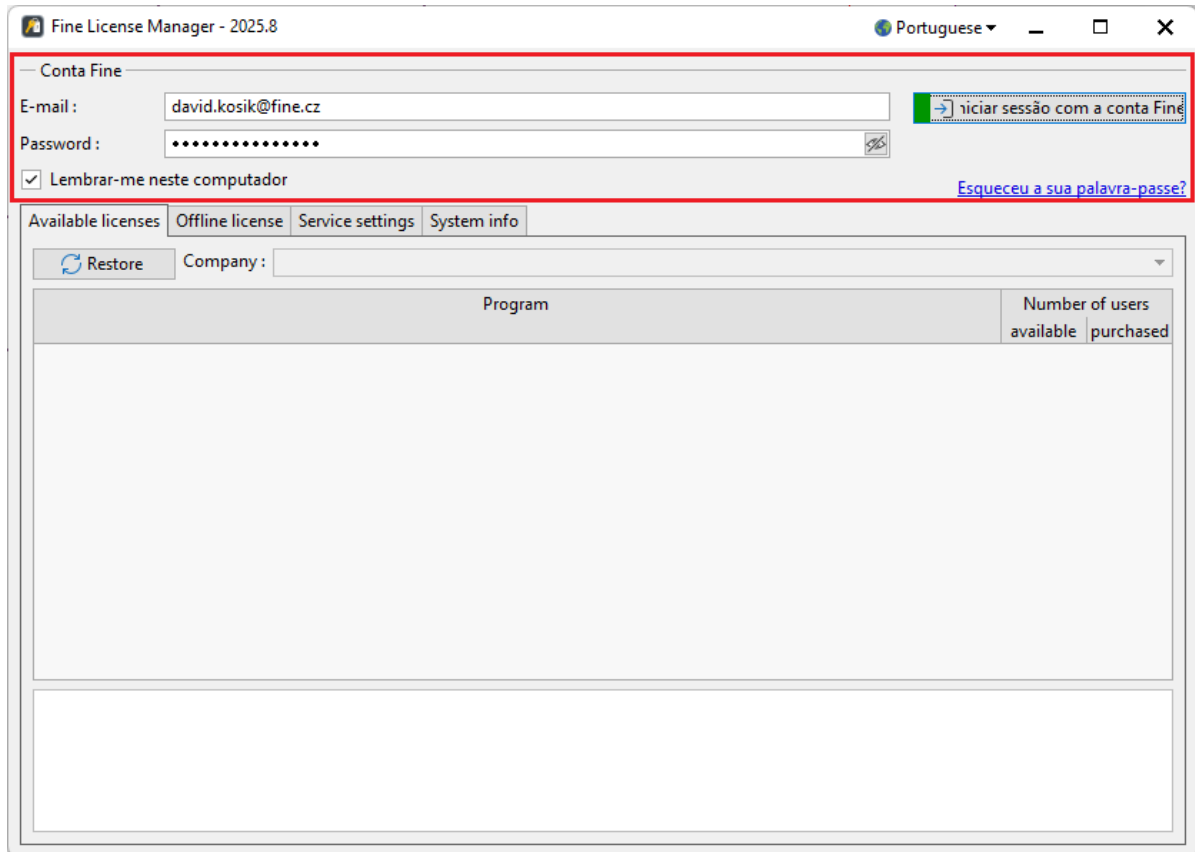 Fine License Manager - 2025.8
Portuguese
Conta Fine
E-mail :
david.kosik@fine.cz
niciar sessão com a conta Fine
Password :
•••••••••••••••
Lembrar-me neste computador
Esqueceu a sua palavra-passe?
Available licenses
Offline license
Service settings
System info
Restore
Company :
Program
Number of users
available
purchased